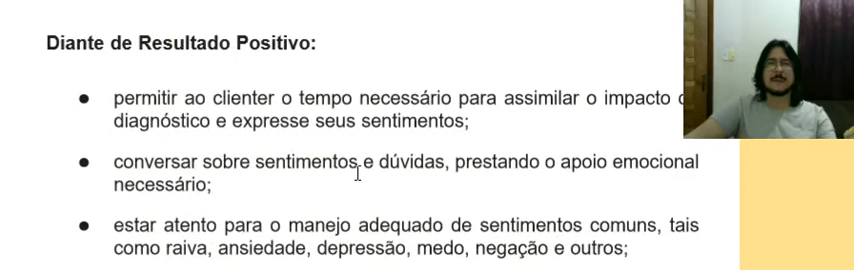 Diante de Resultado Positivo:
● permitir ao clienter o tempo necessário para assimilar o impacto
diagnóstico e expresse seus sentimentos;
● conversar sobre sentimentos e dúvidas, prestando o apoio emocional
necessário;
● estar atento para o manejo adequado de sentimentos comuns, tais
como raiva, ansiedade, depressão, medo, negação e outros;